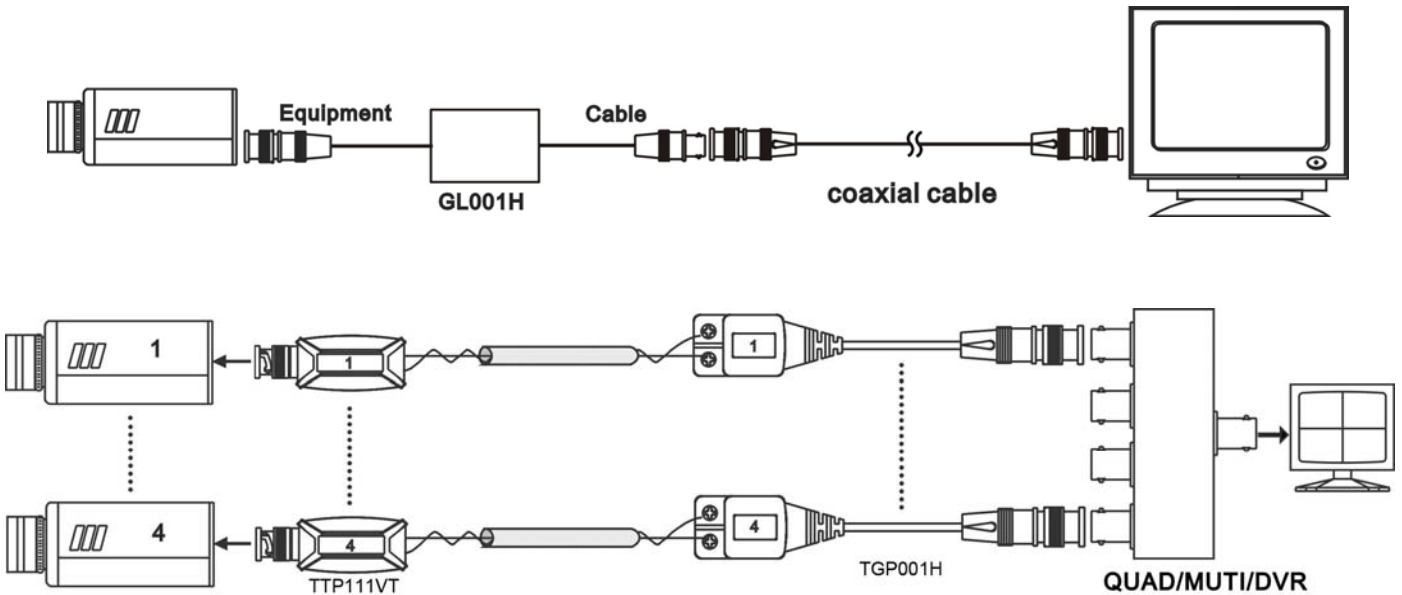 Equipment
Cable
GL001H
coaxial cable
1
1
1
4
4
4
TTP111VT
TGP001H
QUAD/MUTI/DVR